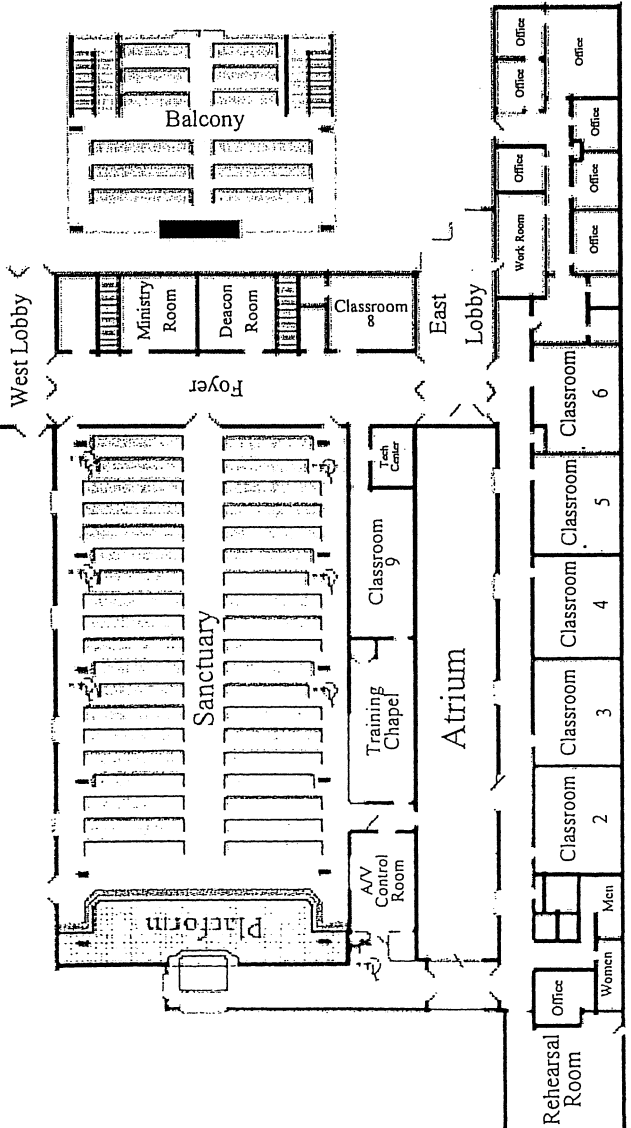 Office
Office
Office
Balcony
Office
Office
Office
Office
Work Room
West Lobby
Ministry
Room
Deacon
Room
Classroom
8
East
Lobby
Foyer
Classroom
6
Tech
Center
Classroom
5
Classroom
9
Classroom
4
Sanctuary
Training
Chapel
Atrium
Classroom
3
Classroom
2
A/V
Control
Room
Platform
Men
Women
Office
Rehearsal
Room